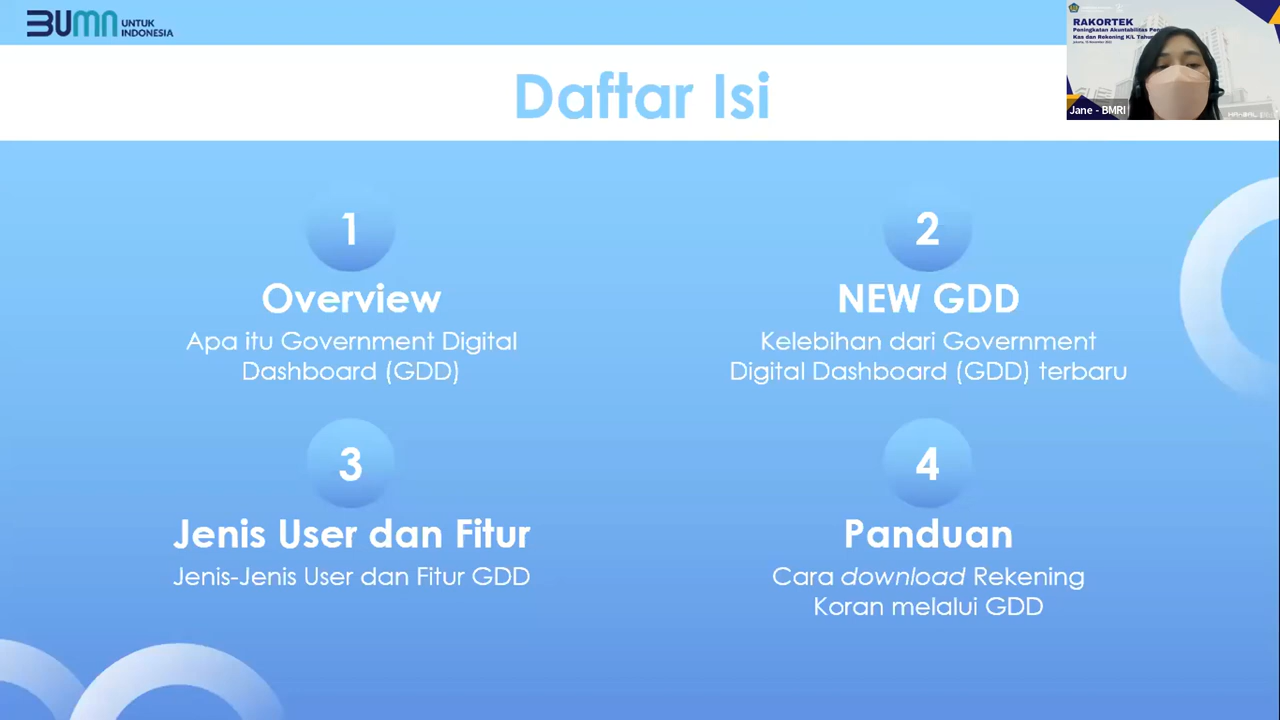 BUMN UNTUK
INDONESIA
Daftar Isi
RAKORTEK
Peningkatan Akuntabilitas
Kas dan Rekening K/L
Jane - BMRI
1
Overview
Apa itu Government Digital
Dashboard (GDD)
2
NEW GDD
Kelebihan dari Government
Digital Dashboard (GDD) terbaru
3
Jenis User dan Fitur
Jenis-Jenis User dan Fitur GDD
4
Panduan
Cara download Rekening
Koran melalui GDD